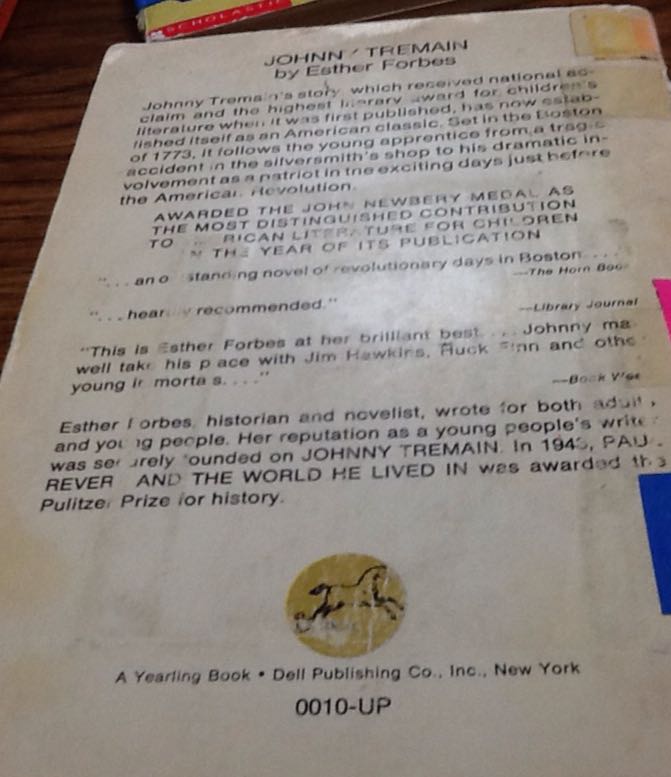 SCHOLASTIC
JOHNNY TREMAIN
by Esther Forbes
Johnny Tremain's story, which received national ac-
claim and the highest literary award for children's
literature when it was first published, has now estab-
lished itself as an American classic. Set in the Boston
of 1773, it follows the young apprentice from a tragic
accident in the silversmith's shop to his dramatic in-
volvement as a patriot in the exciting days just before
the American Revolution.
AWARDED THE JOHN NEWBERY MEDAL AS
THE MOST DISTINGUISHED CONTRIBUTION
TO RICAN LITERATURE FOR CHILDREN
IN THE YEAR OF ITS PUBLICATION
"...an o standing novel of revolutionary days in Boston....
—The Horn Book
"...heartily recommended."
—Library Journal
"This is Esther Forbes at her brilliant best.... Johnny ma
well take his place with Jim Hawkins, Huck Finn and othe
young immortals...."
—Book Wee
Esther Forbes, historian and novelist, wrote for both adult
and young people. Her reputation as a young people's write
was securely founded on JOHNNY TREMAIN. In 1943, PAU
REVERE AND THE WORLD HE LIVED IN was awarded the
Pulitzer Prize for history.
A Yearling Book • Dell Publishing Co., Inc., New York
0010-UP